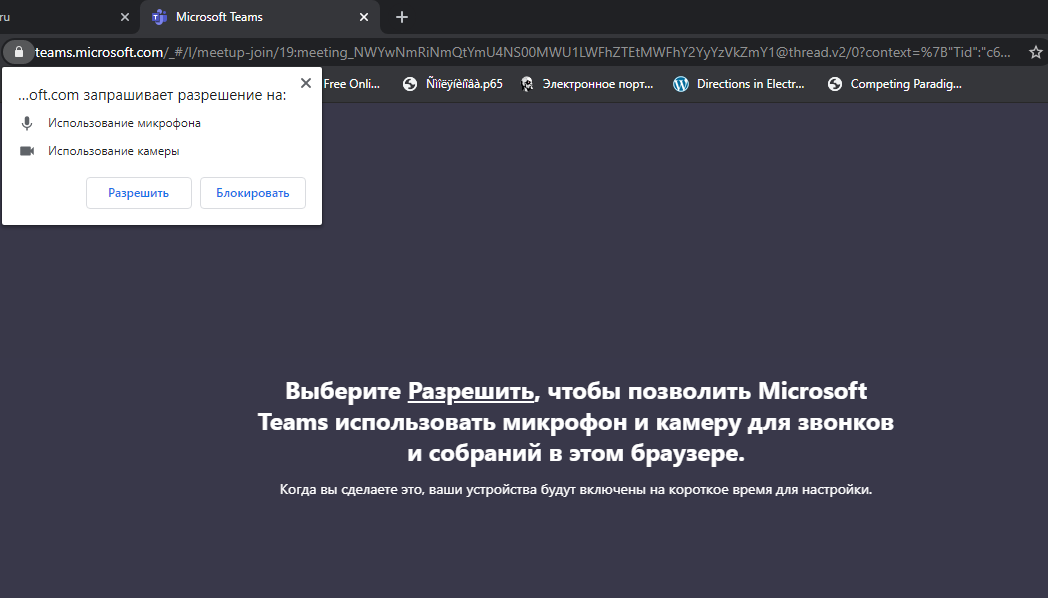 ru
Microsoft Teams
teams.microsoft.com/_#/l/meetup-join/19:meeting_NWYwNmRiNmQtYmU4NS00MWU1LWFhZTEtMWFhY2YyYzVkZmY1@thread.v2/0?context=%7B"Tid":"c6...
Free Onli...
Ñïîëÿíèÿâà.p65
Электронное порт...
Directions in Electr...
Competing Paradig...
...oft.com запрашивает разрешение на:
Использование микрофона
Использование камеры
Разрешить
Блокировать
Выберите Разрешить, чтобы позволить Microsoft
Teams использовать микрофон и камеру для звонков
и собраний в этом браузере.
Когда вы сделаете это, ваши устройства будут включены на короткое время для настройки.